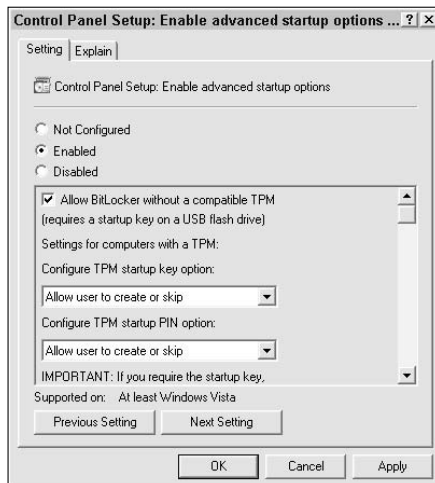 Control Panel Setup: Enable advanced startup options ...
Setting
Explain
Control Panel Setup: Enable advanced startup options
Not Configured
Enabled
Disabled
Allow BitLocker without a compatible TPM
(requires a startup key on a USB flash drive)
Settings for computers with a TPM:
Configure TPM startup key option:
Allow user to create or skip
Configure TPM startup PIN option:
Allow user to create or skip
IMPORTANT: If you require the startup key,
Supported on: At least Windows Vista
Previous Setting
Next Setting
OK
Cancel
Apply